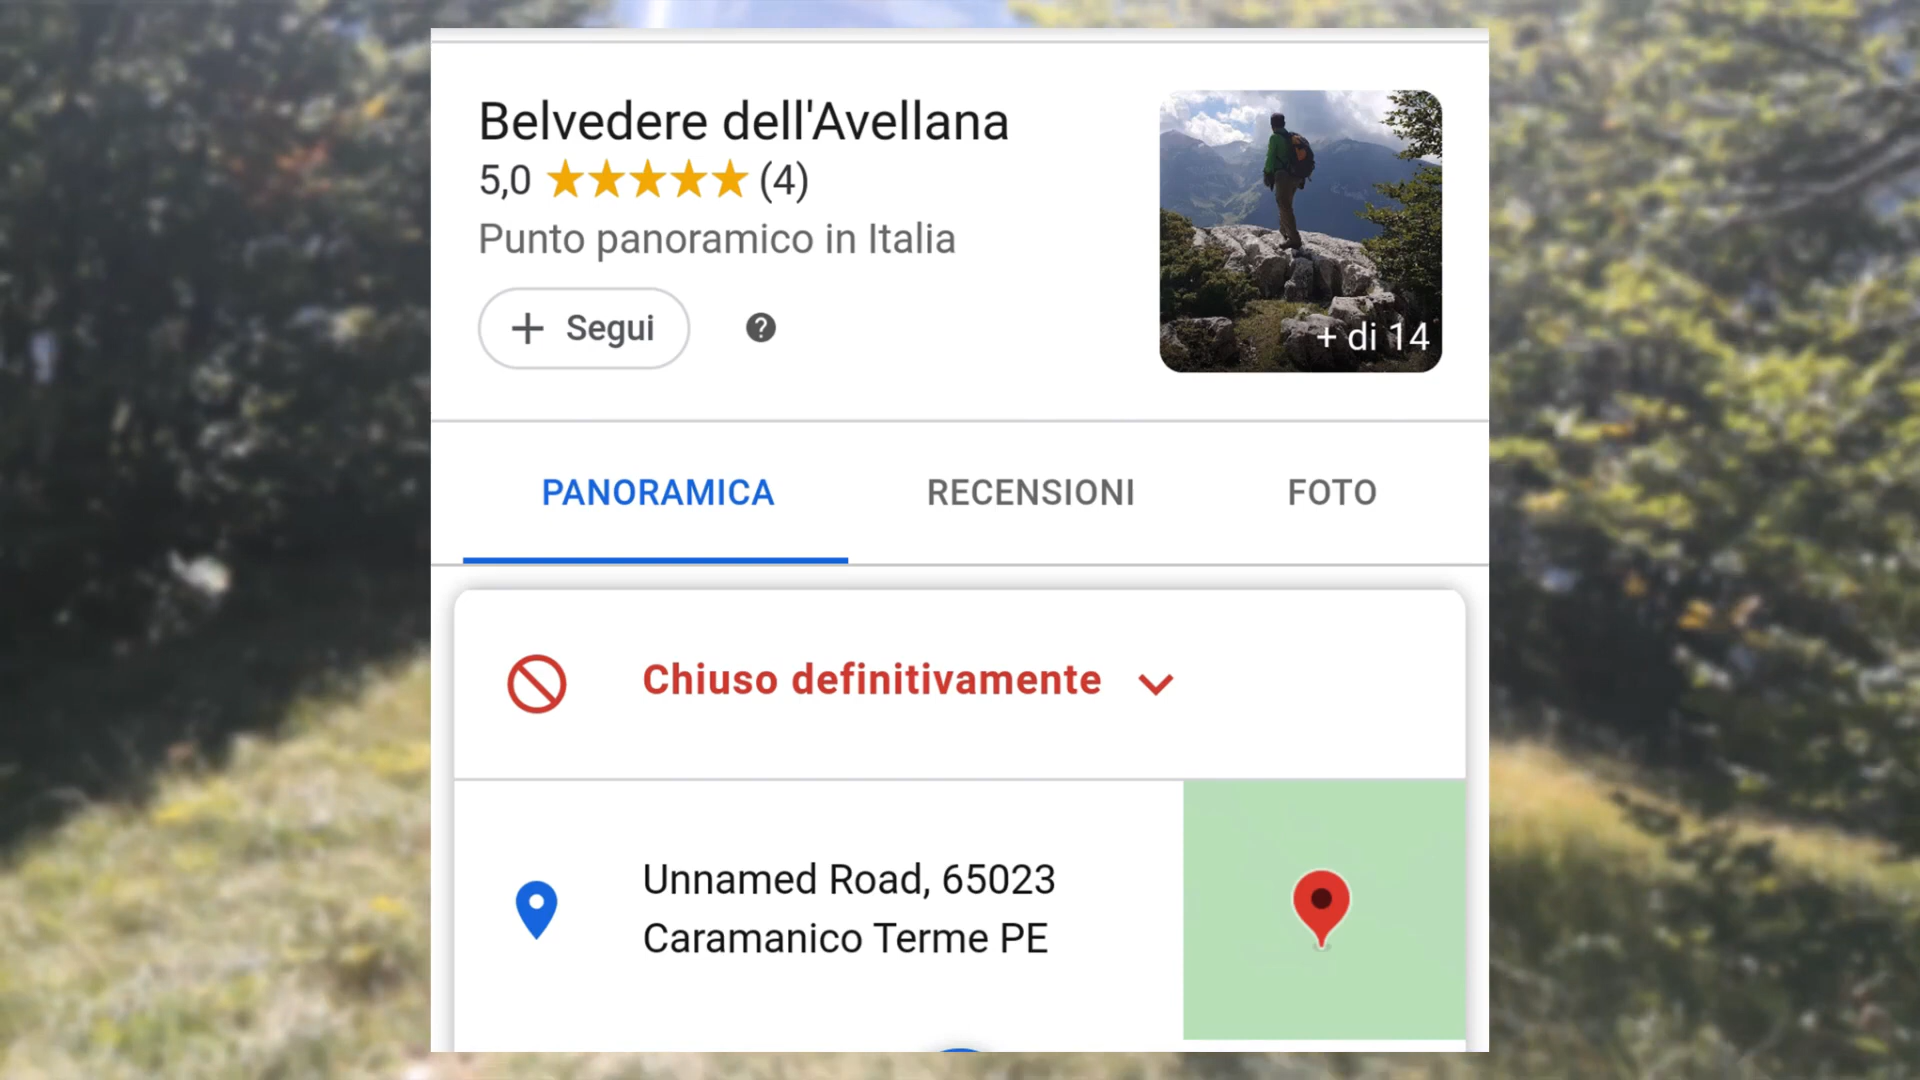 Belvedere dell'Avellana
5,0 (4)
Punto panoramico in Italia
+ Segui
+ di 14
PANORAMICA
RECENSIONI
FOTO
Chiuso definitivamente
Unnamed Road, 65023
Caramanico Terme PE